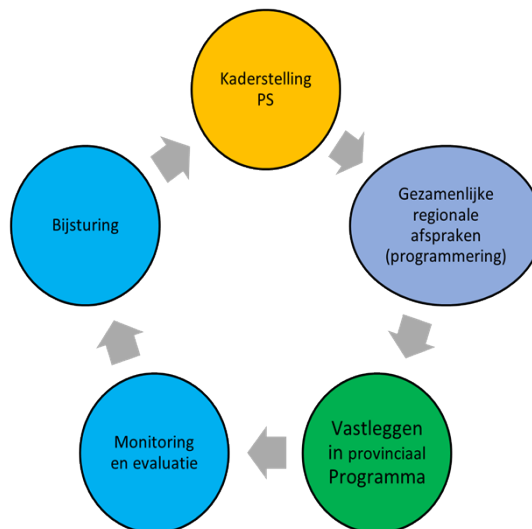 Kaderstelling
PS
Gezamenlijke
regionale
afspraken
(programmering)
Vastleggen
in provinciaal
Programma
Monitoring
en evaluatie
Bijsturing